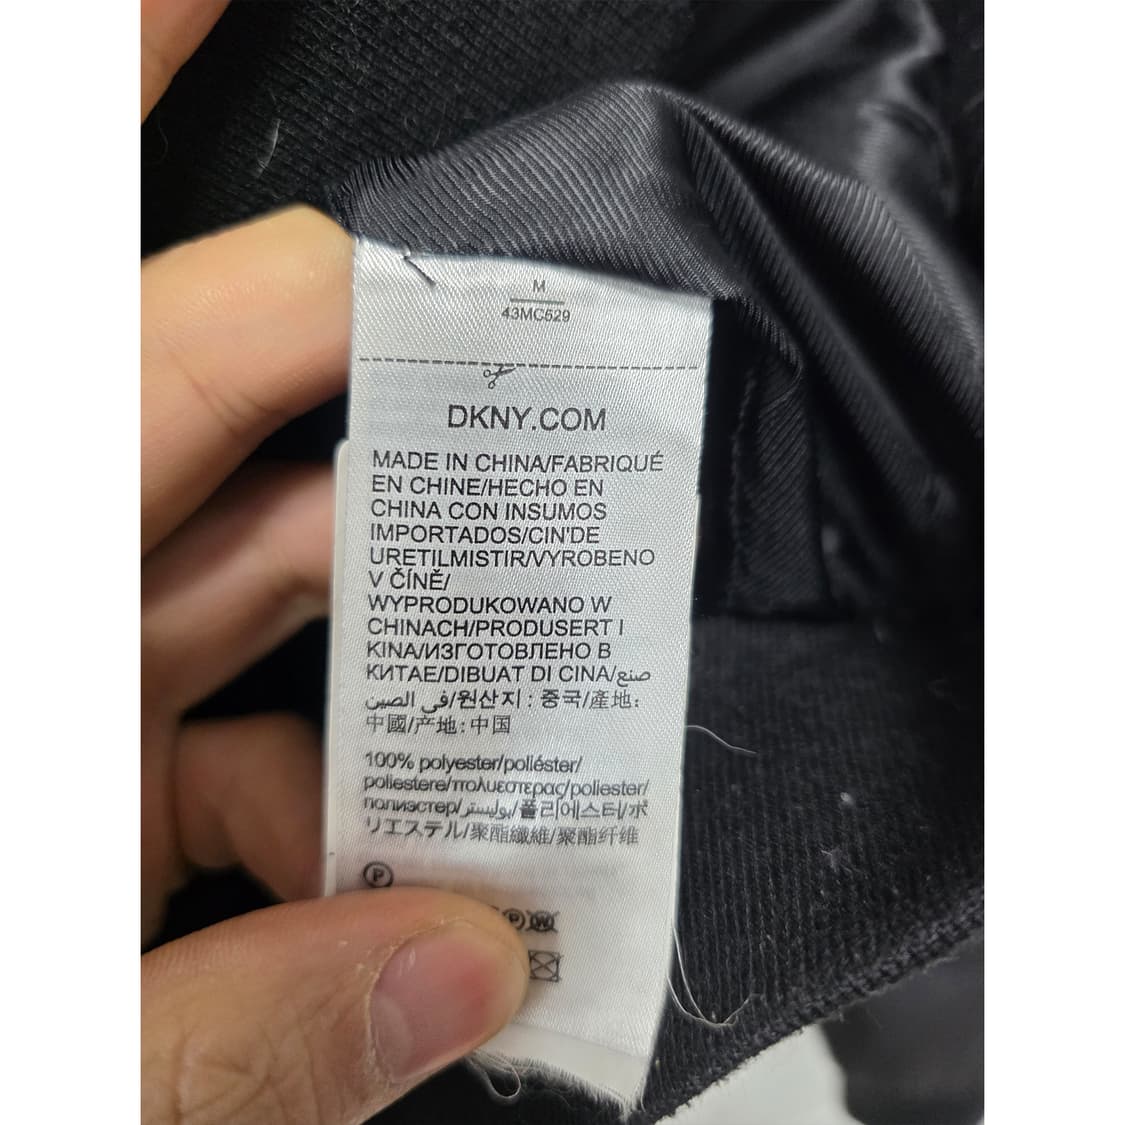 M
43MC529
DKNY.COM
MADE IN CHINA/FABRIQUÉ
EN CHINE/HECHO EN
CHINA CON INSUMOS
IMPORTADOS/CIN'DE
URETILMISTIR/VYROBENO
V ČÍNĚ/
WYPRODUKOWANO W
CHINACH/PRODUSERT I
KINA/ИЗГОТОВЛЕНО В
КИТАЕ/DIBUAT DI CINA/صنع
في الصين/원산지 : 중국/產地:
中國/产地: 中国
100% polyester/poliéster/
poliestere/πολυεστερας/poliester/
полиэстер/بوليستر/폴리에스터/ポ
リエステル/聚酯纖維/聚酯纤维
P
P W